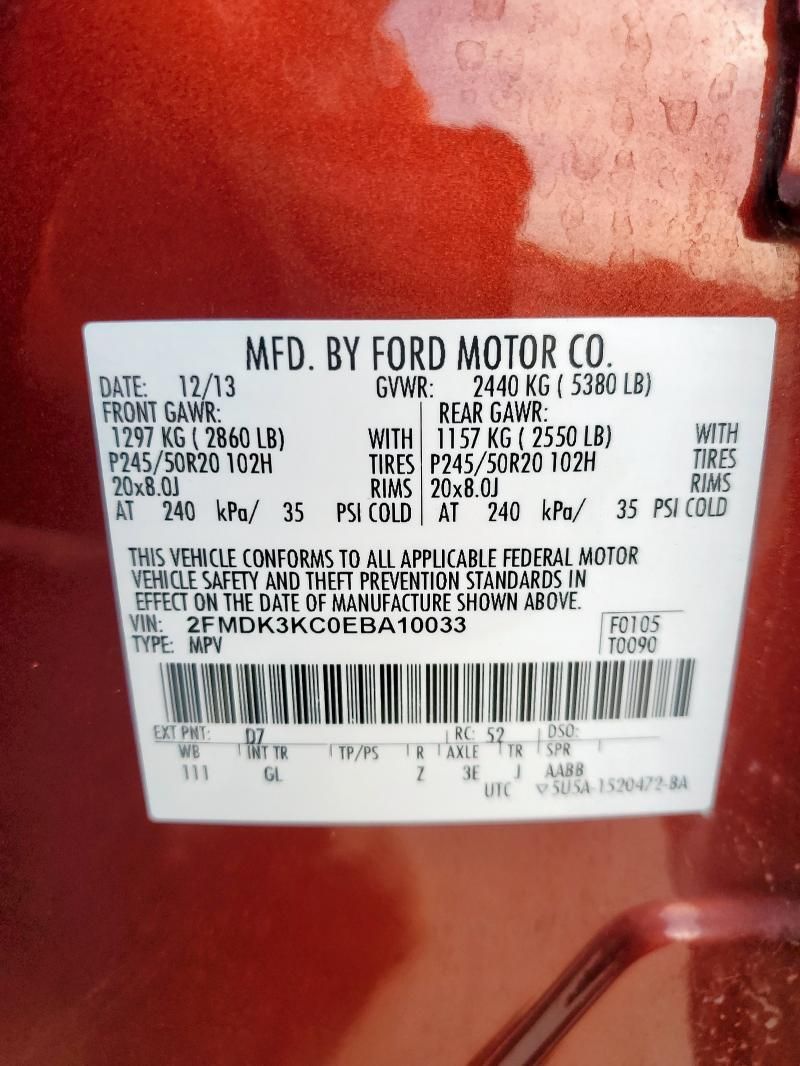 MFD. BY FORD MOTOR CO.
DATE: 12/13 GVWR: 2440 KG ( 5380 LB)
FRONT GAWR: REAR GAWR:
1297 KG ( 2860 LB) WITH 1157 KG ( 2550 LB) WITH
P245/50R20 102H TIRES P245/50R20 102H TIRES
20x8.0J RIMS 20x8.0J RIMS
AT 240 kPa/ 35 PSI COLD AT 240 kPa/ 35 PSI COLD
THIS VEHICLE CONFORMS TO ALL APPLICABLE FEDERAL MOTOR
VEHICLE SAFETY AND THEFT PREVENTION STANDARDS IN
EFFECT ON THE DATE OF MANUFACTURE SHOWN ABOVE.
VIN: 2FMDK3KC0EBA10033 F0105
TYPE: MPV T0090
EXT PNT: D7 RC: 52 DSO:
WB INT TR TP/PS R AXLE TR SPR
111 GL Z 3E J AABB
UTC ▽5U5A-1520472-BA